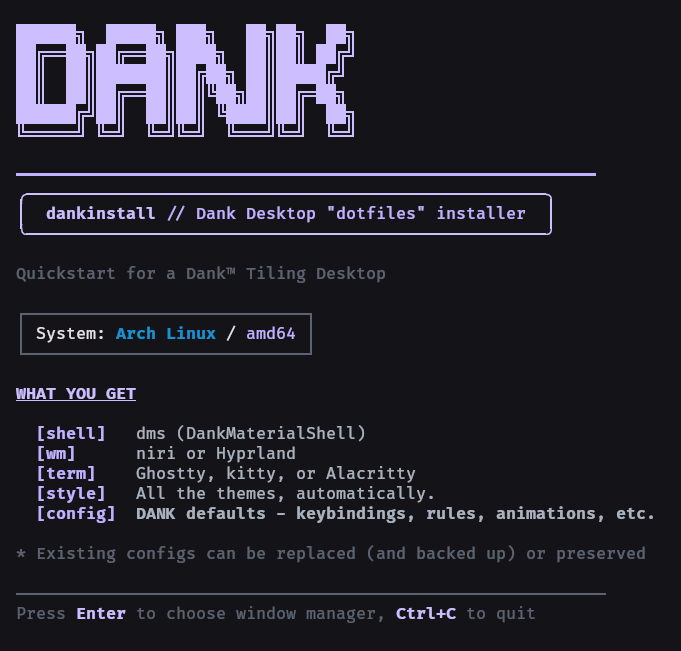 DANK
dankinstall // Dank Desktop "dotfiles" installer
Quickstart for a Dank™ Tiling Desktop
System: Arch Linux / amd64
WHAT YOU GET
[shell] dms (DankMaterialShell)
[wm] niri or Hyprland
[term] Ghostty, kitty, or Alacritty
[style] All the themes, automatically.
[config] DANK defaults - keybindings, rules, animations, etc.
* Existing configs can be replaced (and backed up) or preserved
Press Enter to choose window manager, Ctrl+C to quit